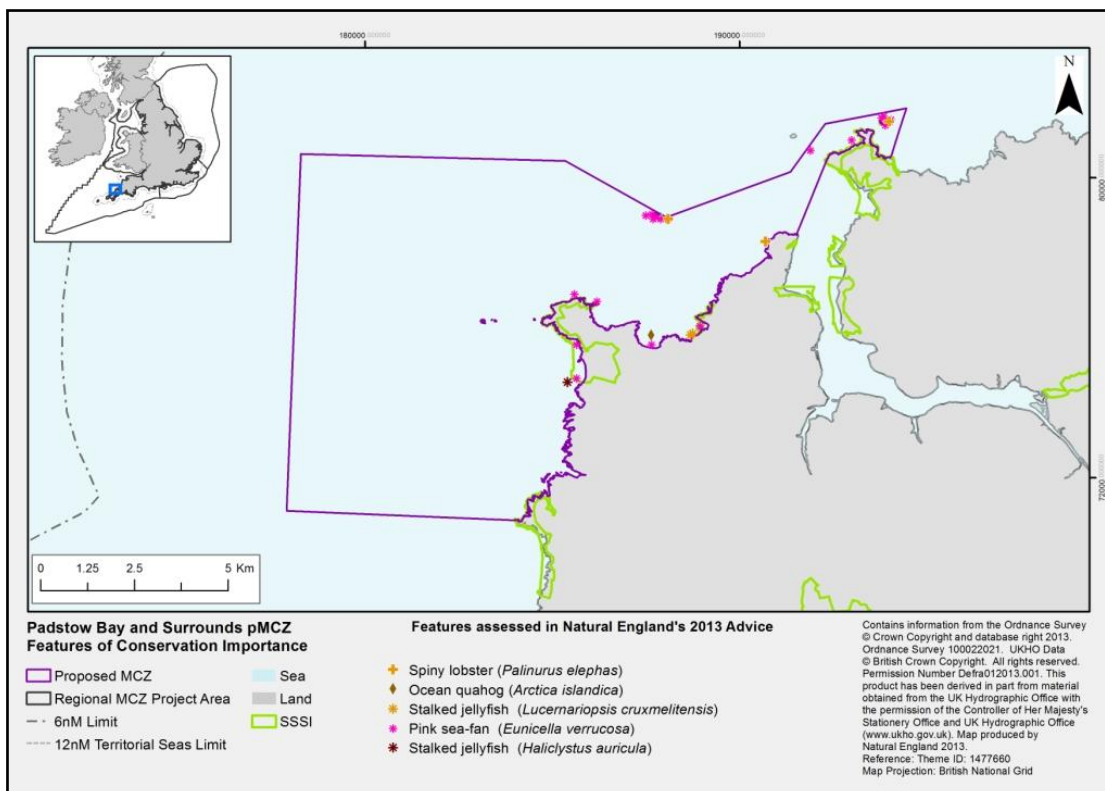 180000.000000
190000.000000
N
80000.000000
72000.000000
0 1.25 2.5 5 Km
Padstow Bay and Surrounds pMCZ
Features of Conservation Importance
Proposed MCZ
Regional MCZ Project Area
6nM Limit
12nM Territorial Seas Limit
Sea
Land
SSSI
Features assessed in Natural England's 2013 Advice
Spiny lobster (Palinurus elephas)
Ocean quahog (Arctica islandica)
Stalked jellyfish (Lucernariopsis cruxmelitensis)
Pink sea-fan (Eunicella verrucosa)
Stalked jellyfish (Haliclystus auricula)
Contains information from the Ordnance Survey
© Crown Copyright and database right 2013.
Ordnance Survey 100022021. UKHO Data
© British Crown Copyright. All rights reserved.
Permission Number Defra012013.001. This
product has been derived in part from material
obtained from the UK Hydrographic Office with
the permission of the Controller of Her Majesty's
Stationery Office and UK Hydrographic Office
(www.ukho.gov.uk). Map produced by
Natural England 2013.
Reference: Theme ID: 1477660
Map Projection: British National Grid